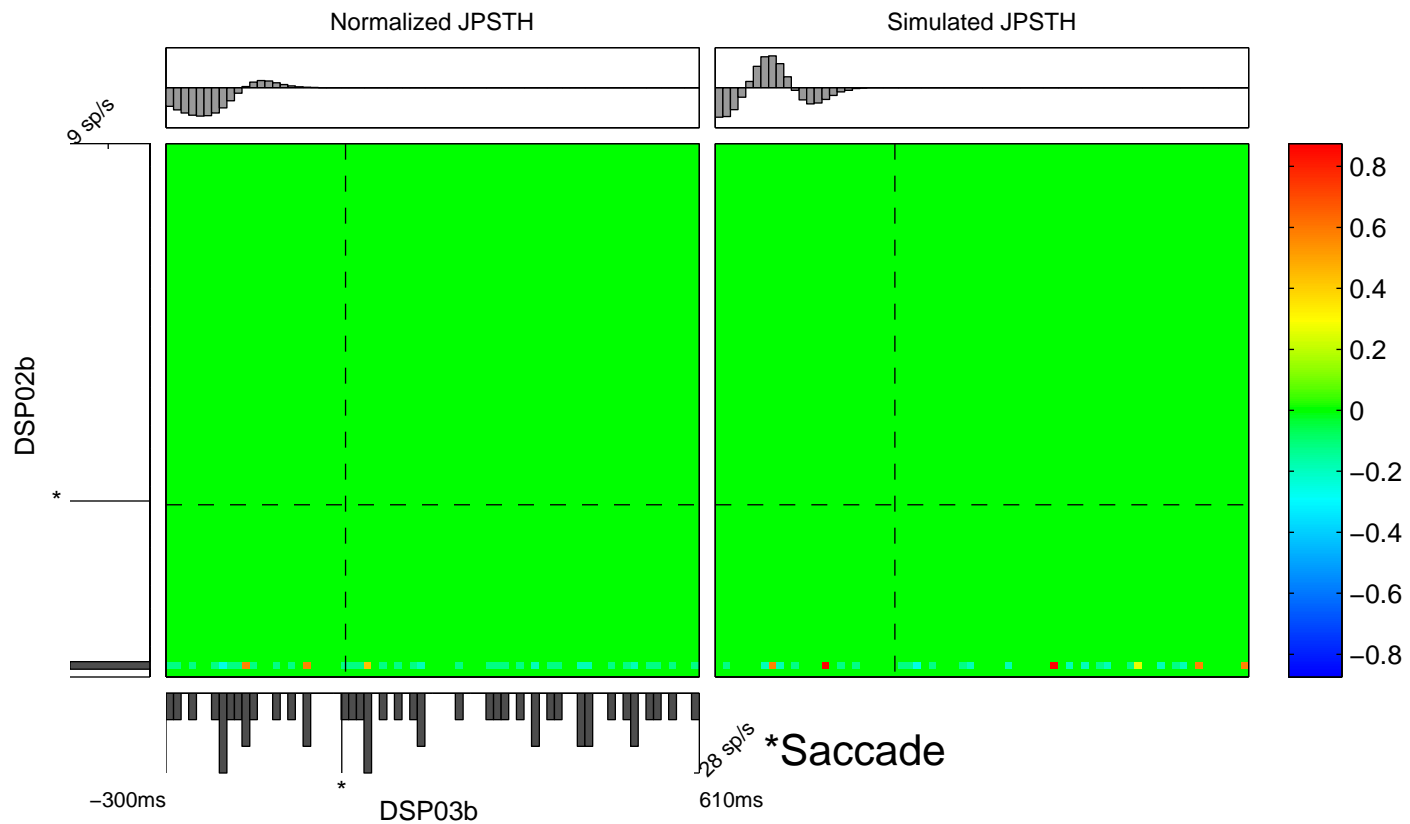 Normalized JPSTH
Simulated JPSTH
9 sp/s
0.8
0.6
0.4
0.2
0
−0.2
−0.4
−0.6
−0.8
DSP02b
*
28 sp/s
*Saccade
*
−300ms
610ms
DSP03b